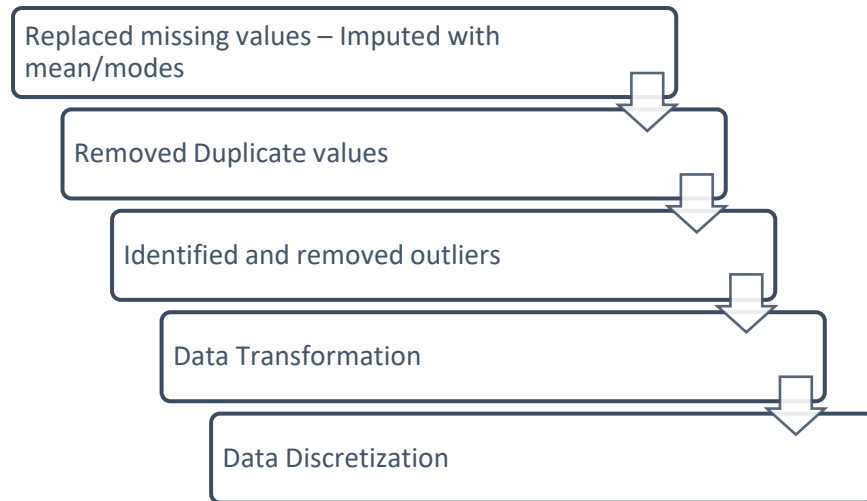 Replaced missing values – Imputed with
mean/modes
Removed Duplicate values
Identified and removed outliers
Data Transformation
Data Discretization